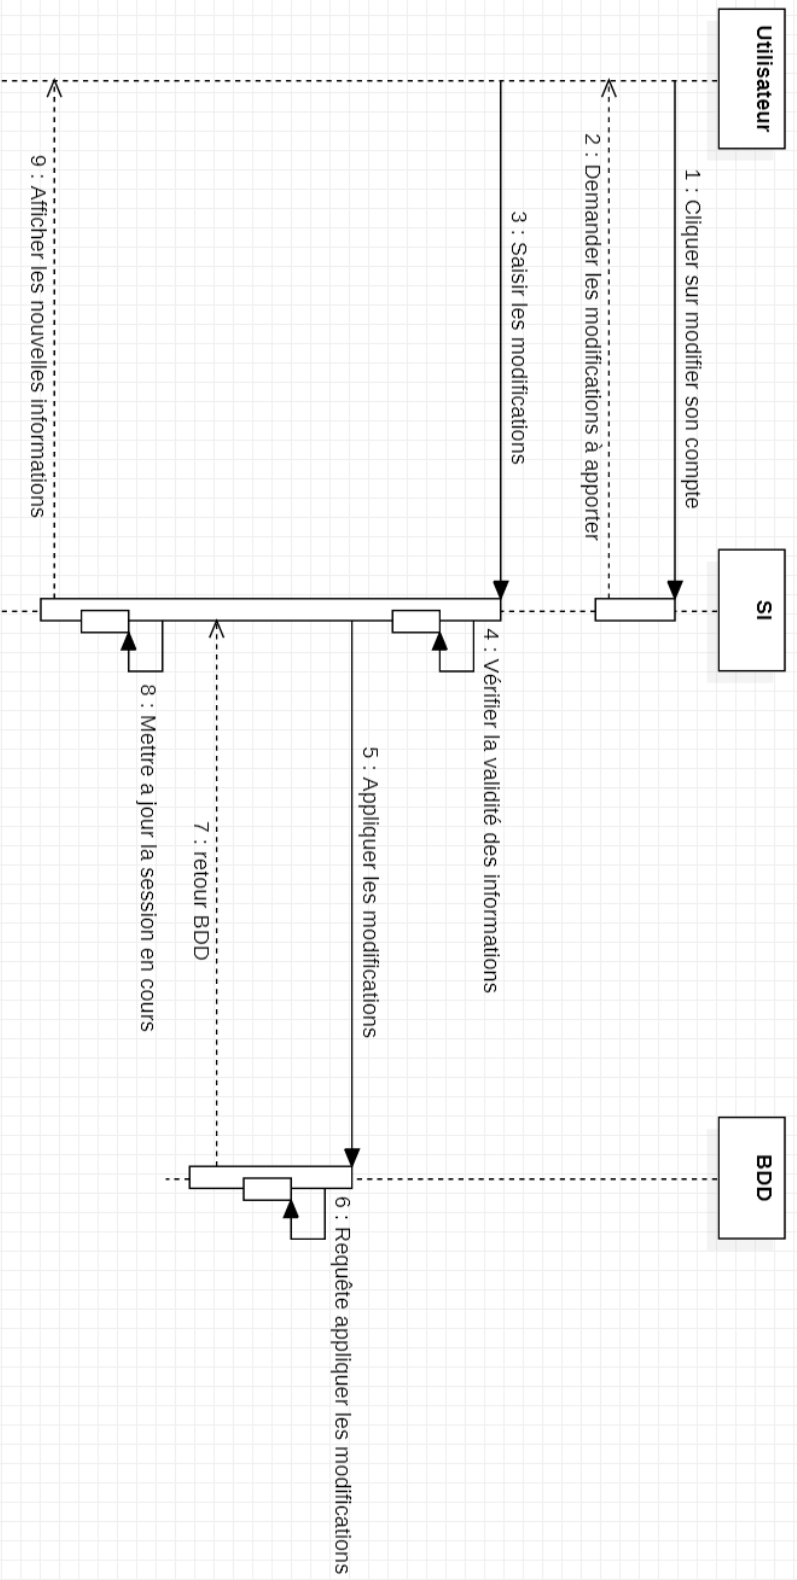 Utilisateur
SI
BDD
1 : Cliquer sur modifier son compte
2 : Demander les modifications à apporter
3 : Saisir les modifications
4 : Vérifier la validité des informations
5 : Appliquer les modifications
6 : Requête appliquer les modifications
7 : retour BDD
8 : Mettre a jour la session en cours
9 : Afficher les nouvelles informations